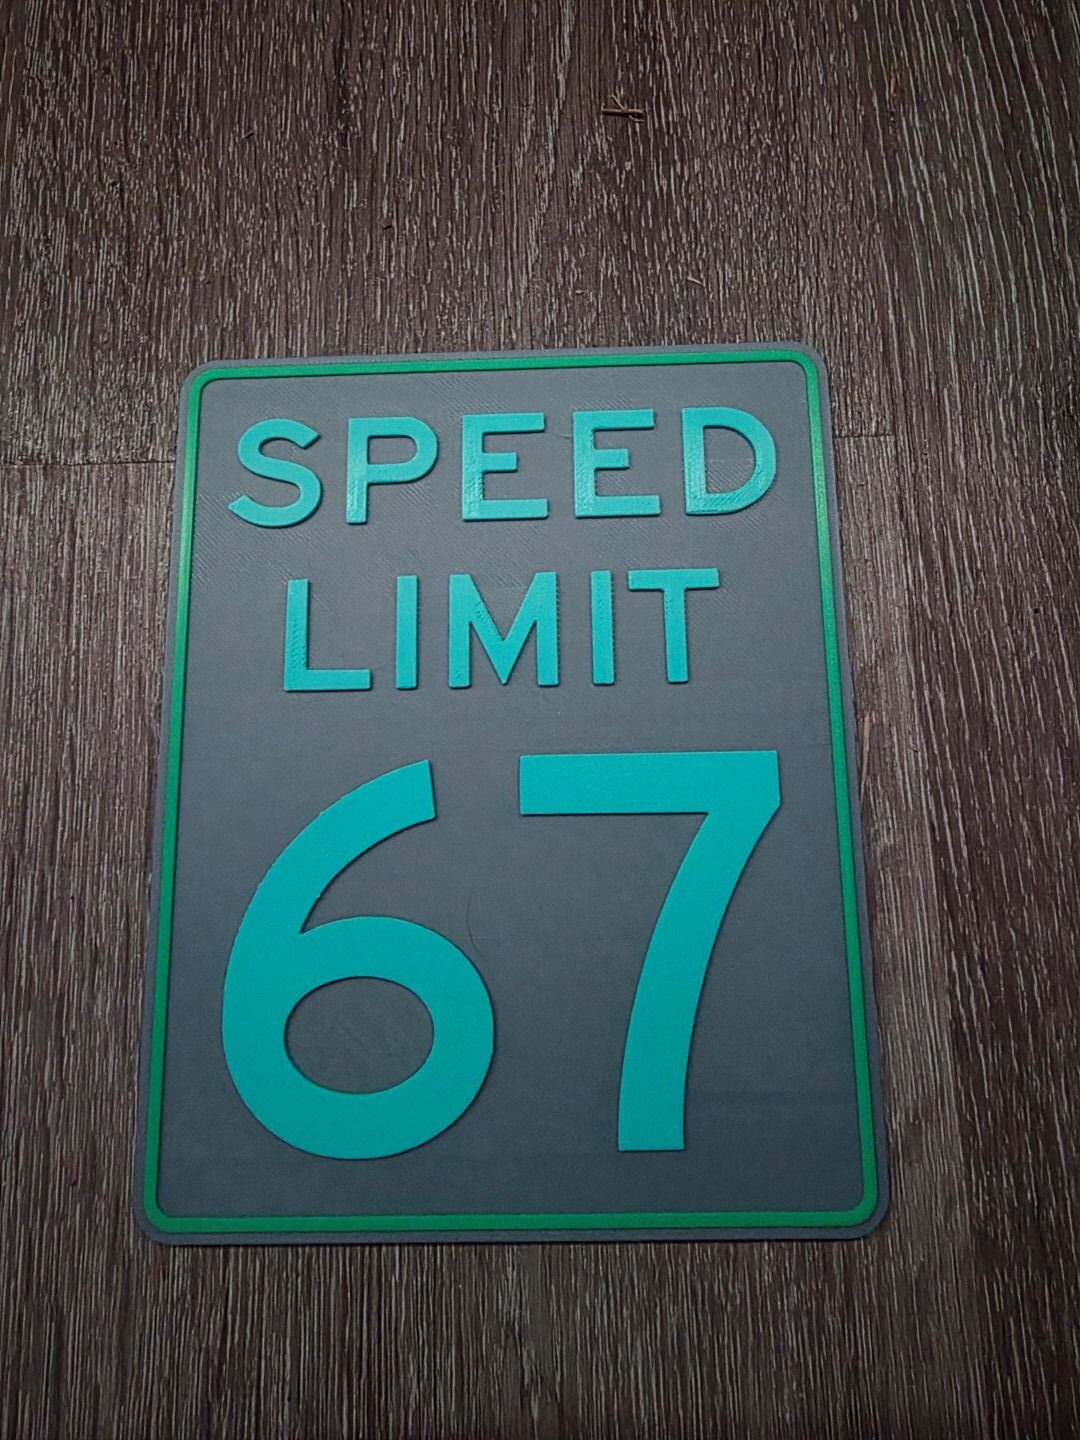 SPEED
LIMIT
67